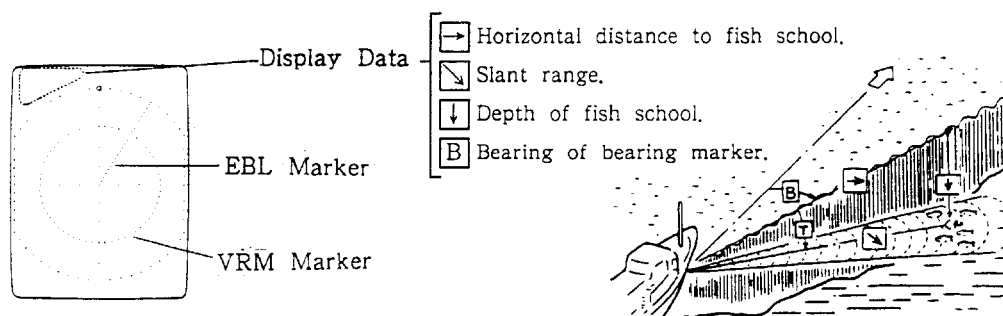 Display Data
→ Horizontal distance to fish school.
↘ Slant range.
↓ Depth of fish school.
B Bearing of bearing marker.
EBL Marker
VRM Marker
B
→
↓
T
↘